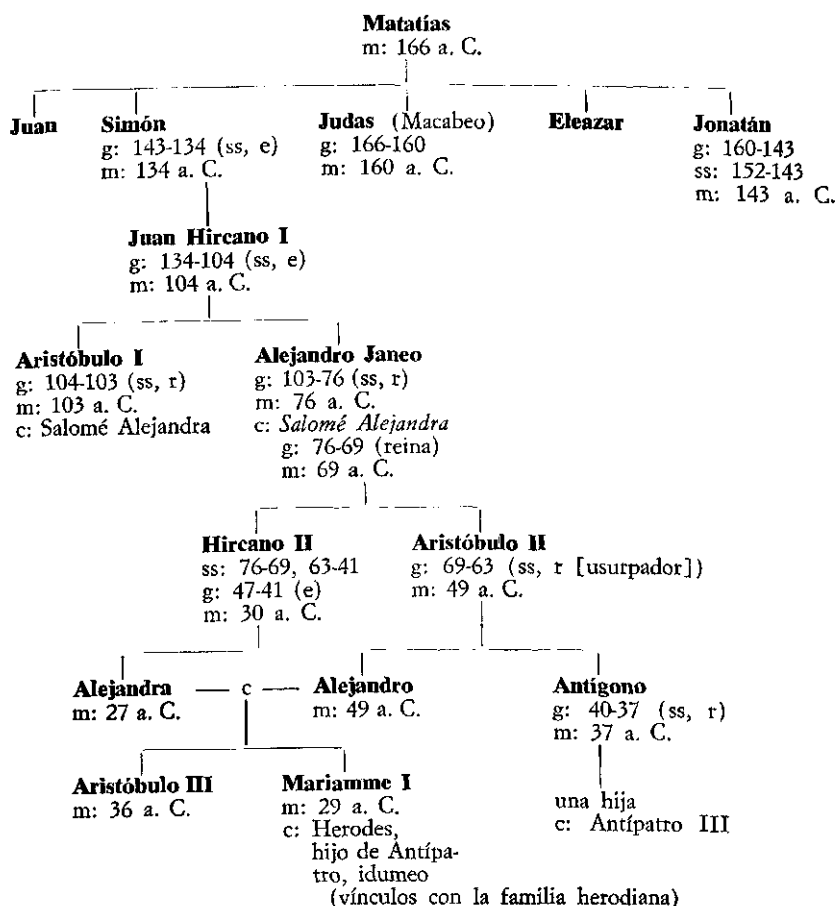 Matatías
m: 166 a. C.
Juan
Simón
g: 143-134 (ss, e)
m: 134 a. C.
Judas (Macabeo)
g: 166-160
m: 160 a. C.
Eleazar
Jonatán
g: 160-143
ss: 152-143
m: 143 a. C.
Juan Hircano I
g: 134-104 (ss, e)
m: 104 a. C.
Aristóbulo I
g: 104-103 (ss, r)
m: 103 a. C.
c: Salomé Alejandra
Alejandro Janeo
g: 103-76 (ss, r)
m: 76 a. C.
c: Salomé Alejandra
g: 76-69 (reina)
m: 69 a. C.
Hircano II
ss: 76-69, 63-41
g: 47-41 (e)
m: 30 a. C.
Aristóbulo II
g: 69-63 (ss, r [usurpador])
m: 49 a. C.
Alejandra — c — Alejandro
m: 27 a. C.
m: 49 a. C.
Antígono
g: 40-37 (ss, r)
m: 37 a. C.
Aristóbulo III
m: 36 a. C.
Mariamme I
m: 29 a. C.
c: Herodes,
hijo de Antípa-
tro, idumeo
(vínculos con la familia herodiana)
una hija
c: Antípatro III